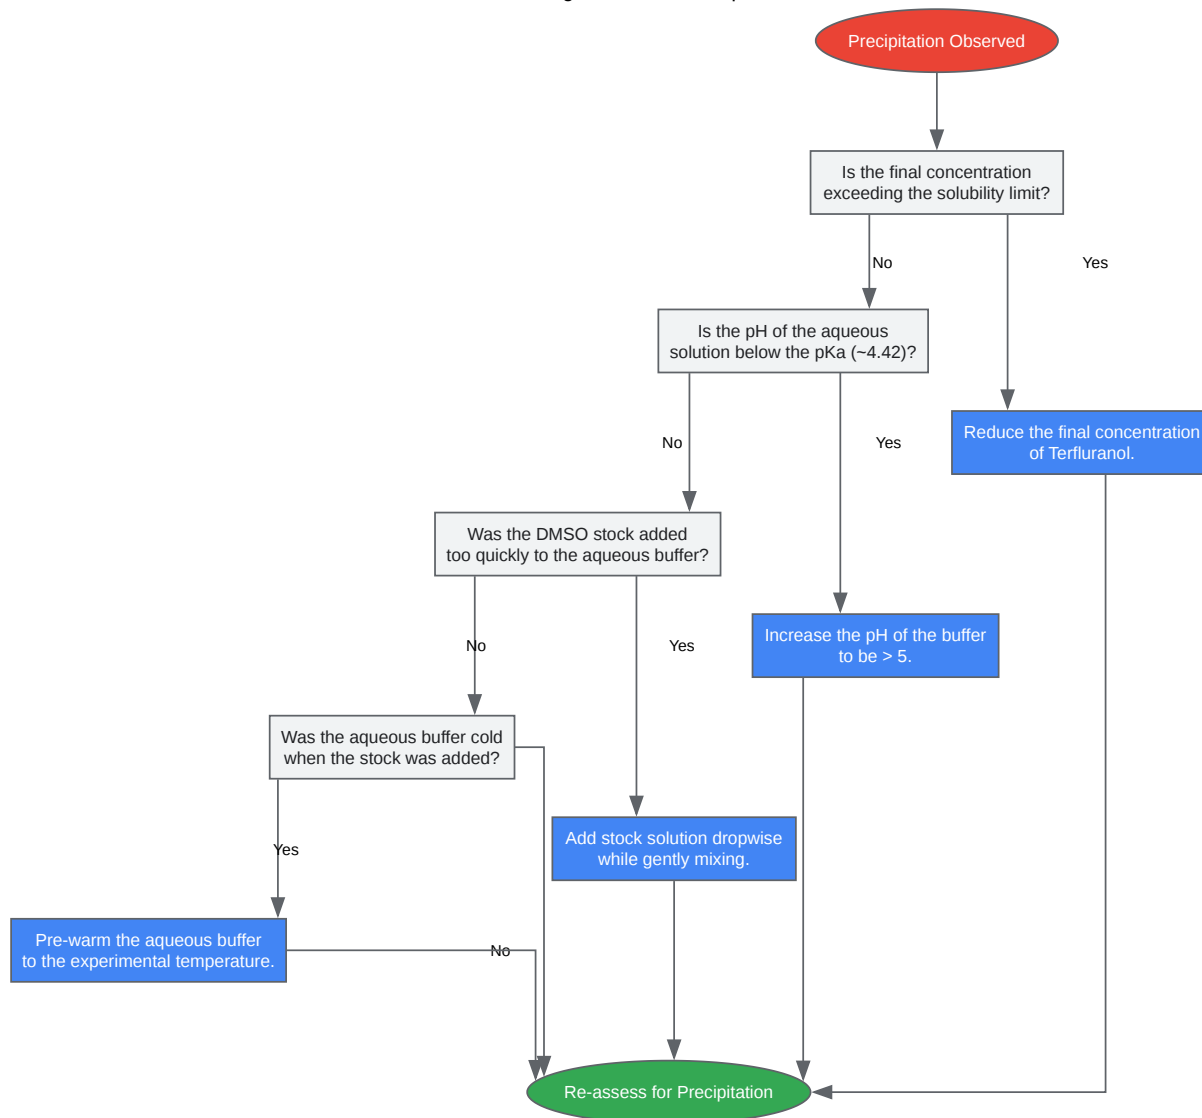 Precipitation Observed
Is the final concentration
exceeding the solubility limit?
No
Yes
Is the pH of the aqueous
solution below the pKa (~4.42)?
Reduce the final concentration
of Terfluranol.
No
Yes
Was the DMSO stock added
too quickly to the aqueous buffer?
Increase the pH of the buffer
to be > 5.
No
Yes
Was the aqueous buffer cold
when the stock was added?
Add stock solution dropwise
while gently mixing.
Yes
Pre-warm the aqueous buffer
to the experimental temperature.
No
Re-assess for Precipitation